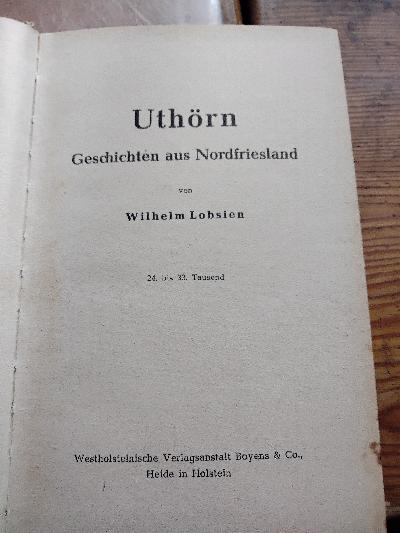 Uthörn
Geschichten aus Nordfriesland
von
Wilhelm Lobsien
24. bis 33. Tausend
Westholsteinische Verlagsanstalt Boyens & Co.,
Heide in Holstein